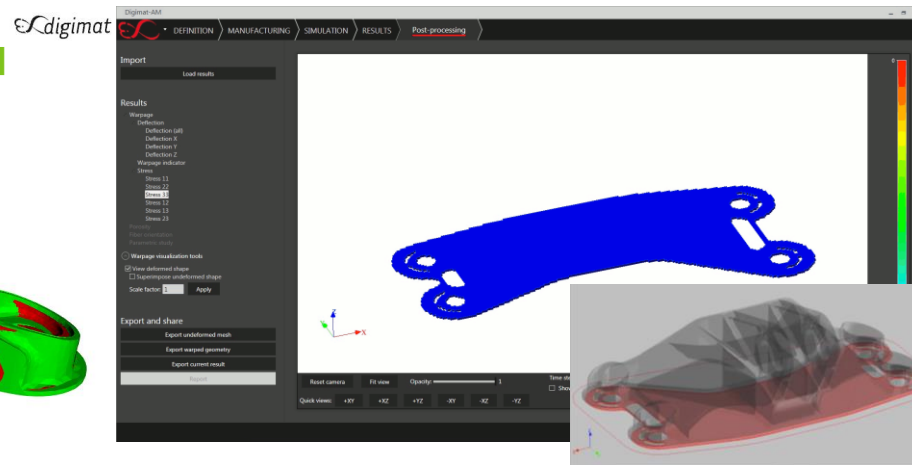 digimat
Digimat-AM
DEFINITION
MANUFACTURING
SIMULATION
RESULTS
Post-processing
Import
Load results
Results
Warpage
Deflection
Deflection (all)
Deflection X
Deflection Y
Deflection Z
Warpage indicator
Stress
Stress 11
Stress 22
Stress 33
Stress 12
Stress 13
Stress 23
Porosity
Fiber orientation
Parametric study
Warpage visualization tools
View deformed shape
Superimpose undeformed shape
Scale factor: 1 Apply
Export and share
Export undeformed mesh
Export warped geometry
Export current result
Report
0
Z
X
Reset camera Fit view Opacity: 1
Quick views: +XY +XZ +YZ -XY -XZ -YZ